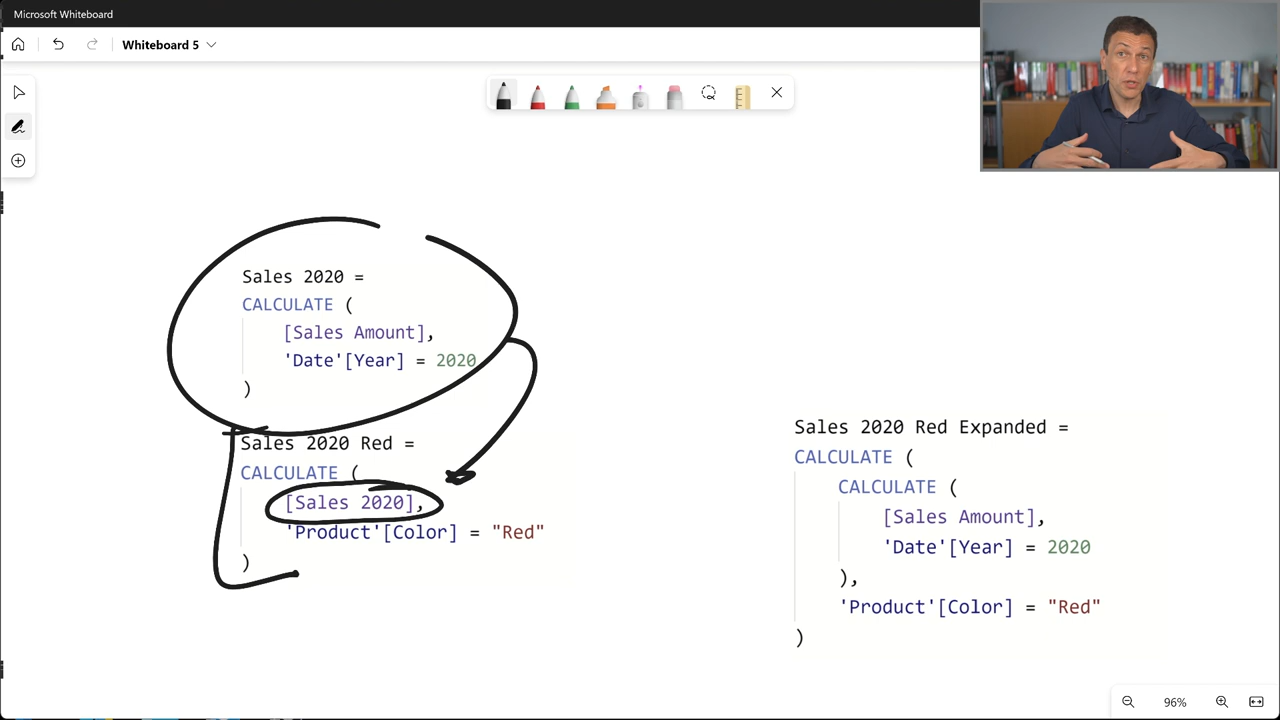 Microsoft Whiteboard
Whiteboard 5
Sales 2020 =
CALCULATE (
[Sales Amount],
'Date'[Year] = 2020
)
Sales 2020 Red =
CALCULATE (
[Sales 2020],
'Product'[Color] = "Red"
)
Sales 2020 Red Expanded =
CALCULATE (
CALCULATE (
[Sales Amount],
'Date'[Year] = 2020
),
'Product'[Color] = "Red"
)
96%